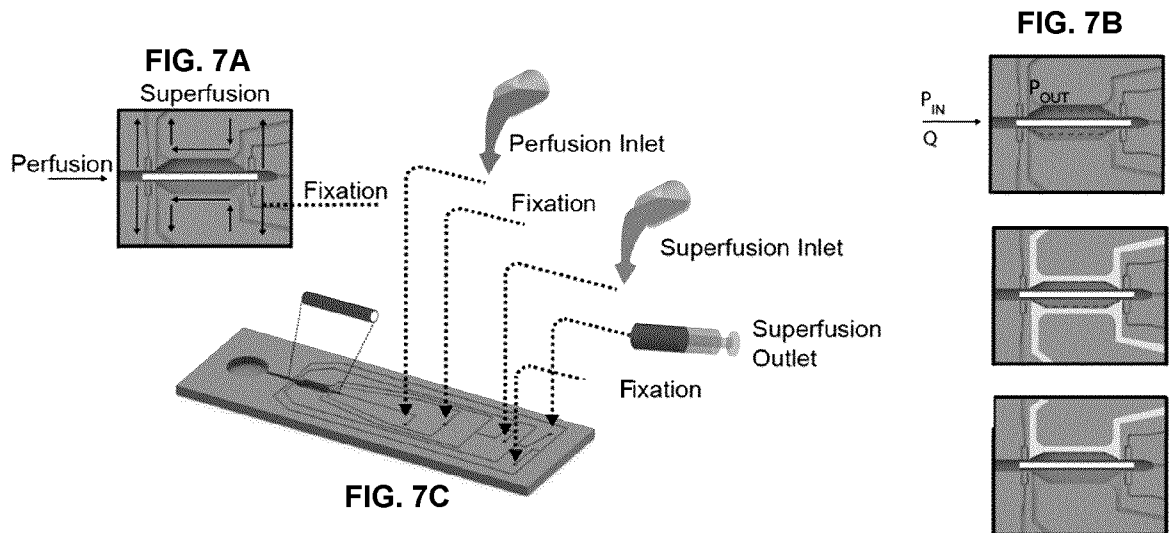 FIG. 7A
Superfusion
Perfusion
Fixation
Perfusion Inlet
Fixation
Superfusion Inlet
Superfusion
Outlet
Fixation
FIG. 7C
FIG. 7B
P_IN
Q
P_OUT